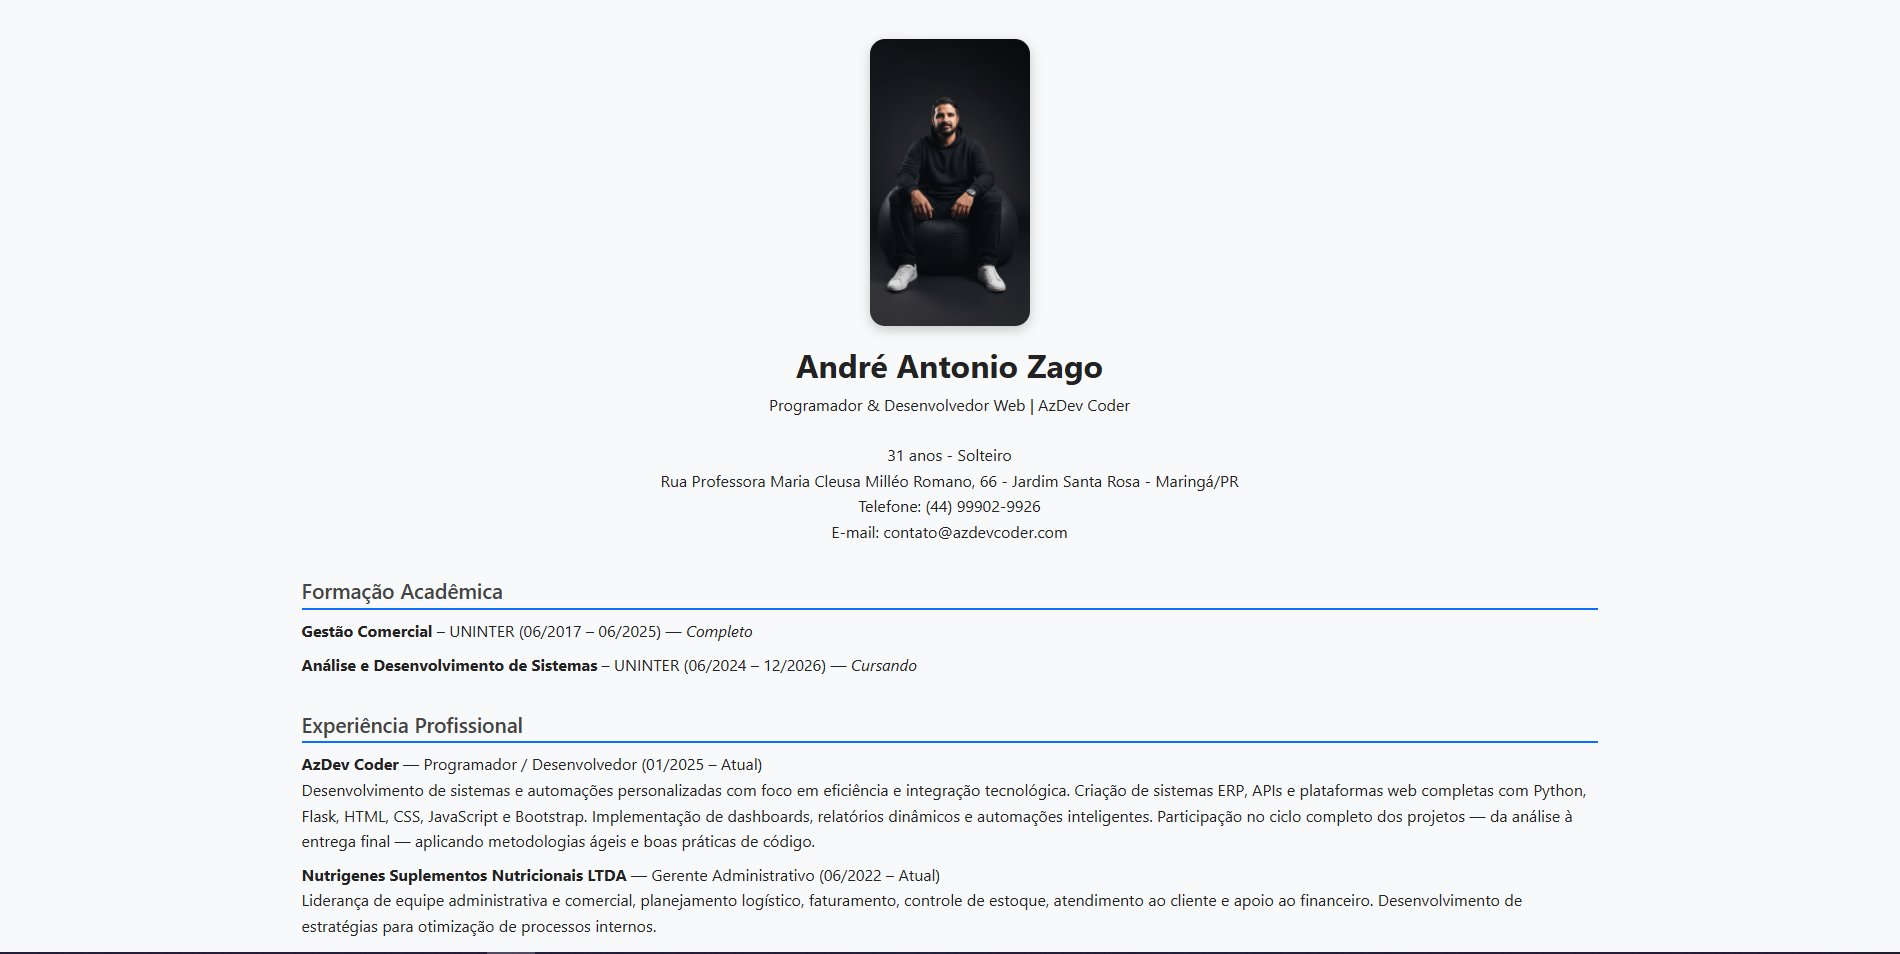 André Antonio Zago
Programador & Desenvolvedor Web | AzDev Coder
31 anos - Solteiro
Rua Professora Maria Cleusa Milléo Romano, 66 - Jardim Santa Rosa - Maringá/PR
Telefone: (44) 99902-9926
E-mail: contato@azdevcoder.com
Formação Acadêmica
Gestão Comercial – UNINTER (06/2017 – 06/2025) — Completo
Análise e Desenvolvimento de Sistemas – UNINTER (06/2024 – 12/2026) — Cursando
Experiência Profissional
AzDev Coder — Programador / Desenvolvedor (01/2025 – Atual)
Desenvolvimento de sistemas e automações personalizadas com foco em eficiência e integração tecnológica. Criação de sistemas ERP, APIs e plataformas web completas com Python,
Flask, HTML, CSS, JavaScript e Bootstrap. Implementação de dashboards, relatórios dinâmicos e automações inteligentes. Participação no ciclo completo dos projetos — da análise à
entrega final — aplicando metodologias ágeis e boas práticas de código.
Nutrigenes Suplementos Nutricionais LTDA — Gerente Administrativo (06/2022 – Atual)
Liderança de equipe administrativa e comercial, planejamento logístico, faturamento, controle de estoque, atendimento ao cliente e apoio ao financeiro. Desenvolvimento de
estratégias para otimização de processos internos.